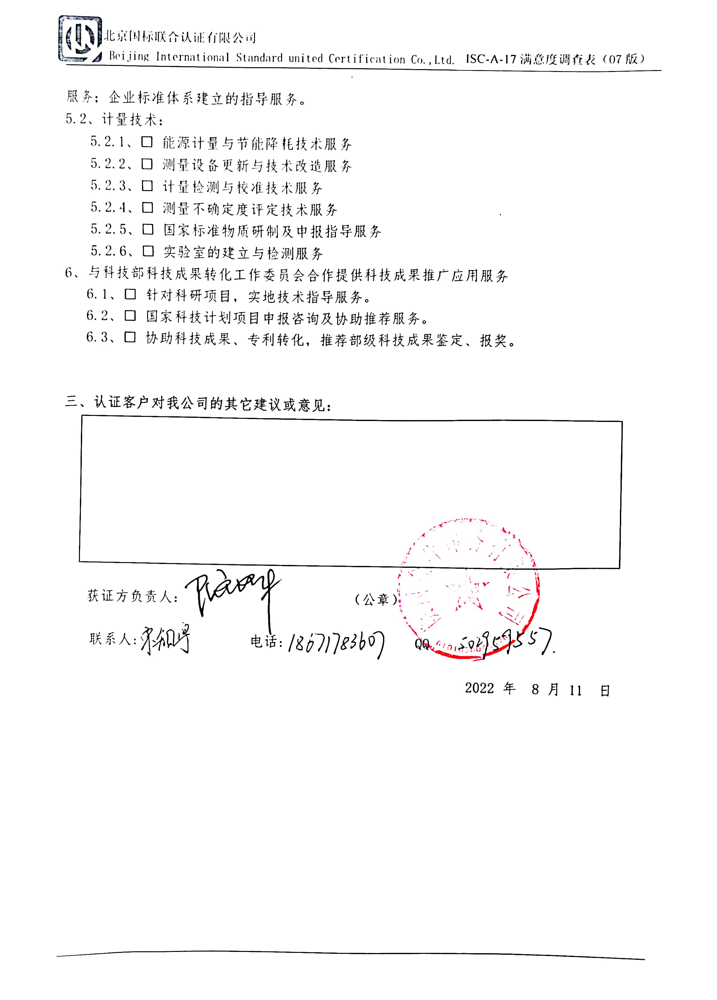 北京国标联合认证有限公司
Beijing International Standard united Certification Co.,Ltd. ISC-A-17 满意度调查表（07 版）
服务；企业标准体系建立的指导服务。
5.2、计量技术：
5.2.1、□ 能源计量与节能降耗技术服务
5.2.2、□ 测量设备更新与技术改造服务
5.2.3、□ 计量检测与校准技术服务
5.2.4、□ 测量不确定度评定技术服务
5.2.5、□ 国家标准物质研制及申报指导服务
5.2.6、□ 实验室的建立与检测服务
6、与科技部科技成果转化工作委员会合作提供科技成果推广应用服务
6.1、□ 针对科研项目，实地技术指导服务。
6.2、□ 国家科技计划项目申报咨询及协助推荐服务。
6.3、□ 协助科技成果、专利转化，推荐部级科技成果鉴定、报奖。
三、认证客户对我公司的其它建议或意见：
获证方负责人： （公章）
联系人： 电话：18671783607 QQ 502959557.
2022 年 8 月 11 日